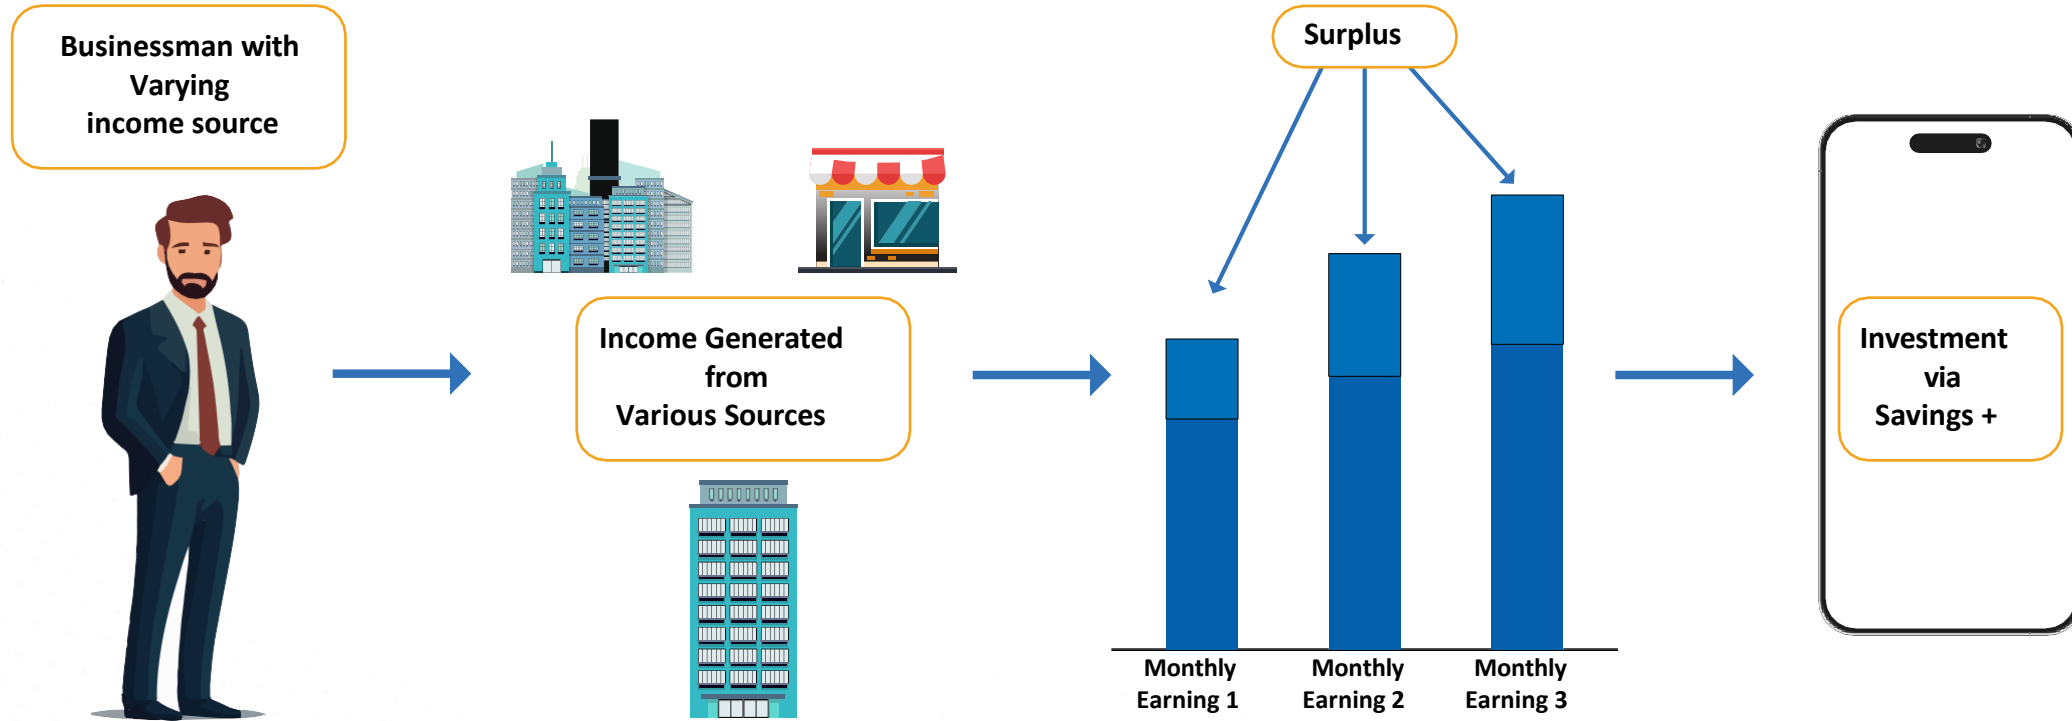 Businessman with
Varying
income source
Income Generated
from
Various Sources
Surplus
Monthly
Earning 1
Monthly
Earning 2
Monthly
Earning 3
Investment
via
Savings +